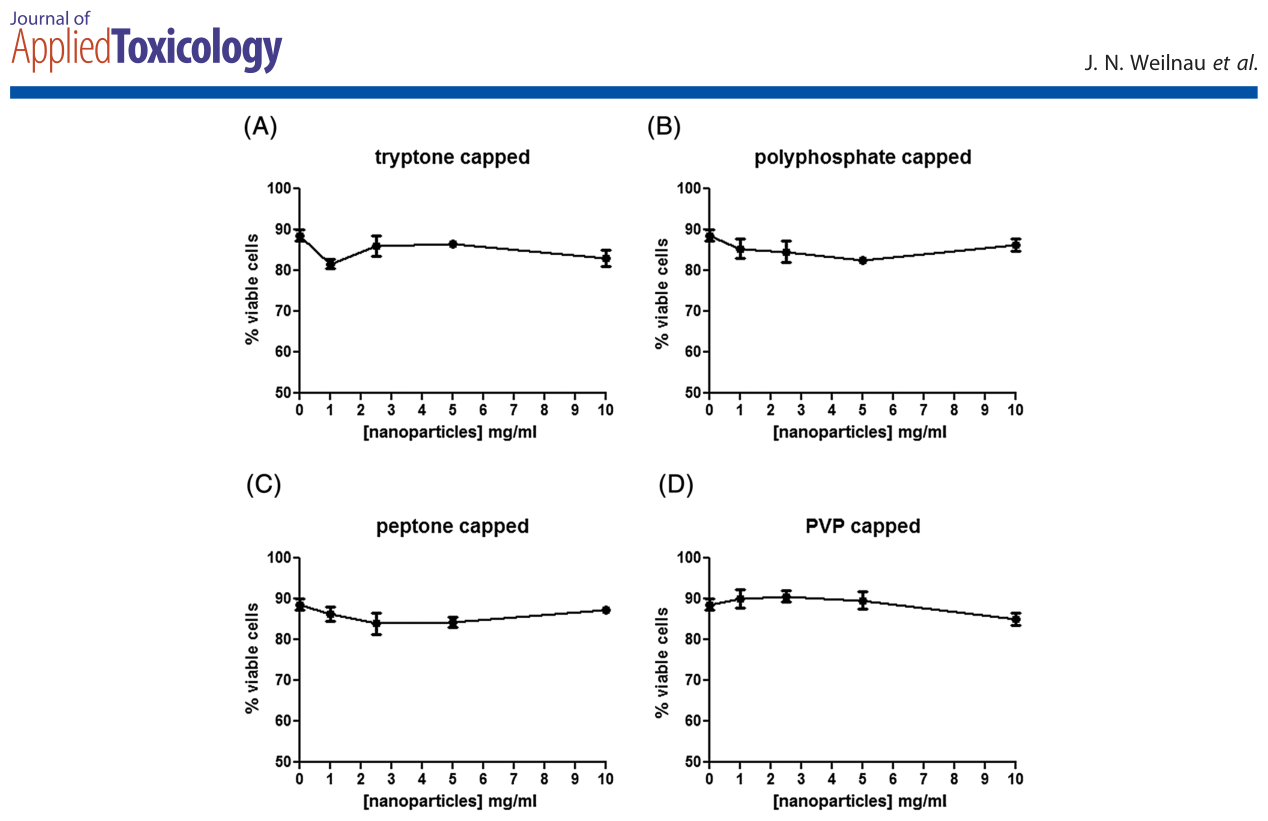 Journal of
AppliedToxicology
J. N. Weilnau et al.
(A)
tryptone capped
100
90
80
70
60
50
% viable cells
0 1 2 3 4 5 6 7 8 9 10
[nanoparticles] mg/ml
(B)
polyphosphate capped
100
90
80
70
60
50
% viable cells
0 1 2 3 4 5 6 7 8 9 10
[nanoparticles] mg/ml
(C)
peptone capped
100
90
80
70
60
50
% viable cells
0 1 2 3 4 5 6 7 8 9 10
[nanoparticles] mg/ml
(D)
PVP capped
100
90
80
70
60
50
% viable cells
0 1 2 3 4 5 6 7 8 9 10
[nanoparticles] mg/ml